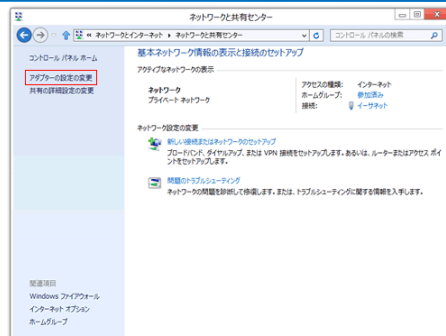 ネットワークと共有センター
« ネットワークとインターネット ▸ ネットワークと共有センター
コントロール パネルの検索
コントロール パネル ホーム
アダプターの設定の変更
共有の詳細設定の変更
基本ネットワーク情報の表示と接続のセットアップ
アクティブなネットワークの表示
ネットワーク
プライベート ネットワーク
アクセスの種類: インターネット
ホームグループ: 参加済み
接続: イーサネット
ネットワーク設定の変更
新しい接続またはネットワークのセットアップ
ブロードバンド、ダイヤルアップ、または VPN 接続をセットアップします。あるいは、ルーターまたはアクセス ポイ
ントをセットアップします。
問題のトラブルシューティング
ネットワークの問題を診断して修復します。または、トラブルシューティングに関する情報を入手します。
関連項目
Windows ファイアウォール
インターネット オプション
ホームグループ